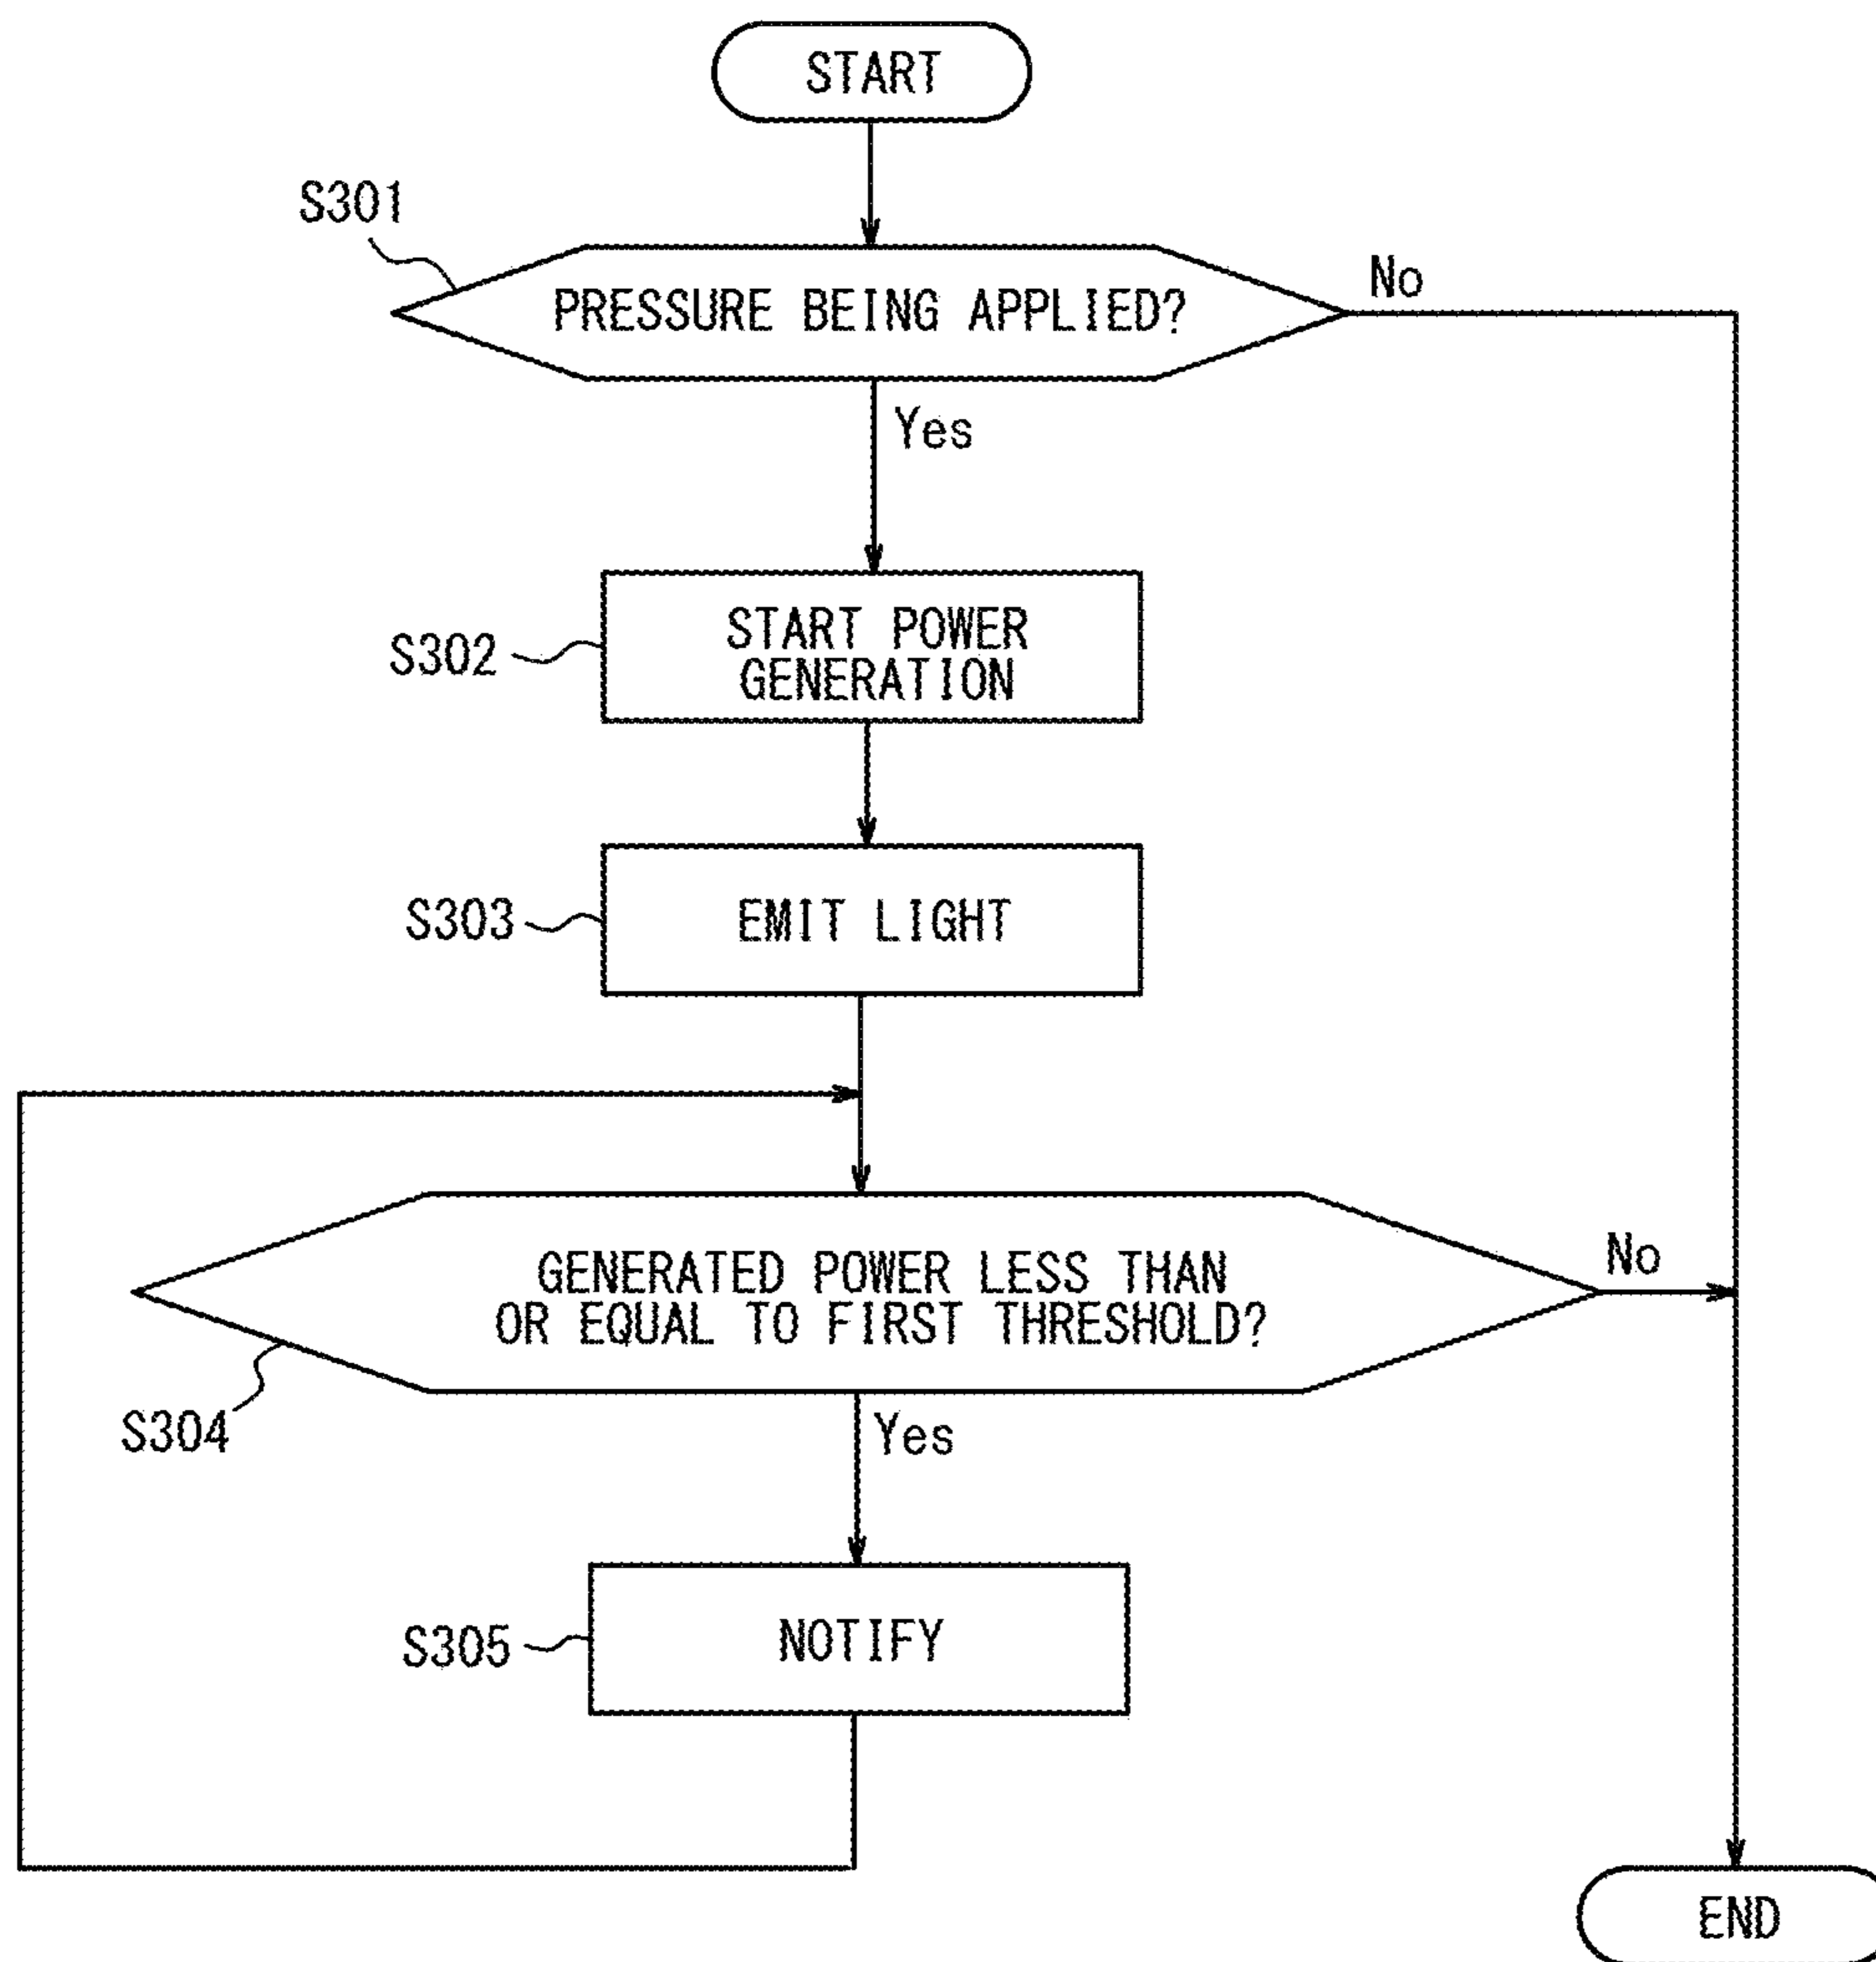 START
S301
PRESSURE BEING APPLIED?
No
Yes
S302
START POWER
GENERATION
S303
EMIT LIGHT
GENERATED POWER LESS THAN
OR EQUAL TO FIRST THRESHOLD?
No
S304
Yes
S305
NOTIFY
END